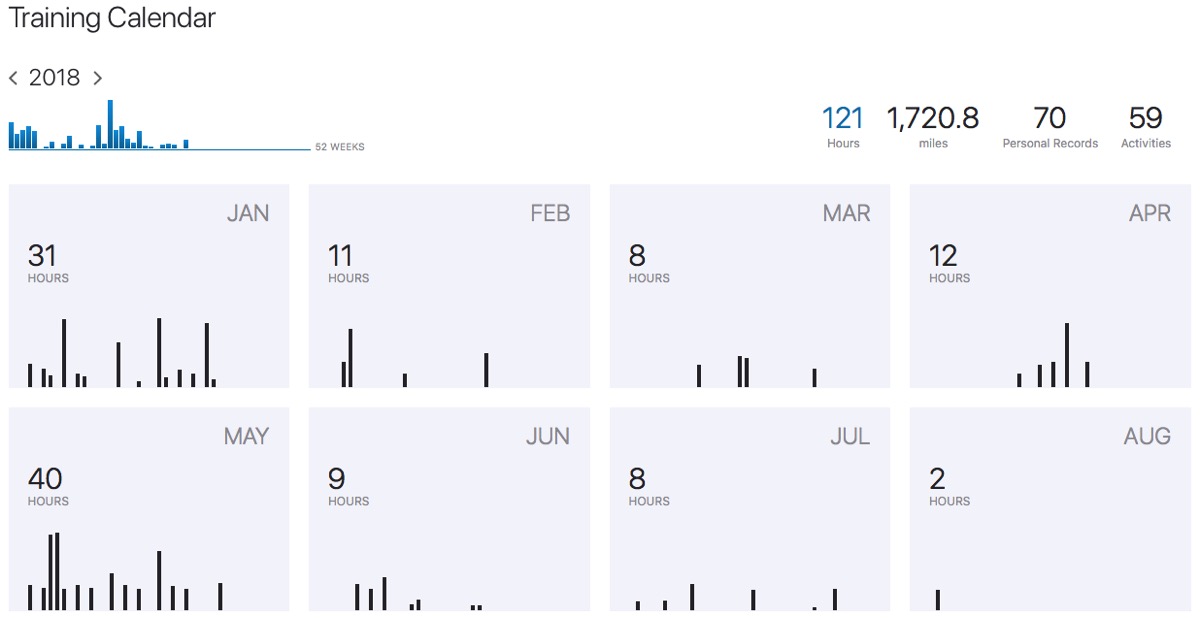 Training Calendar
< 2018 >
52 WEEKS
121 1,720.8 70 59
Hours miles Personal Records Activities
JAN FEB MAR APR
31 11 8 12
HOURS HOURS HOURS HOURS
MAY JUN JUL AUG
40 9 8 2
HOURS HOURS HOURS HOURS